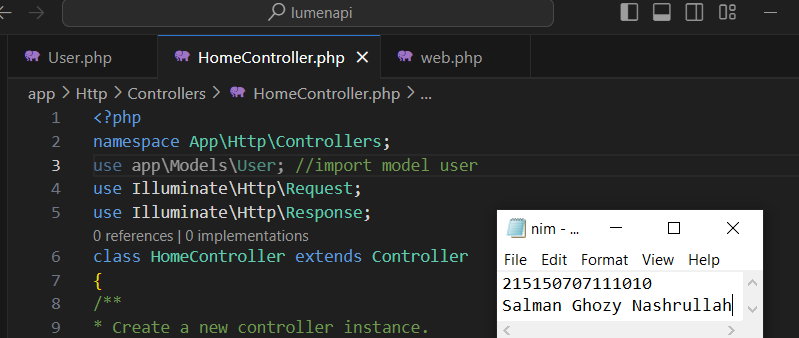 lumenapi
User.php
HomeController.php
web.php
app > Http > Controllers > HomeController.php > ...
1 <?php
2 namespace App\Http\Controllers;
3 use app\Models\User; //import model user
4 use Illuminate\Http\Request;
5 use Illuminate\Http\Response;
0 references | 0 implementations
6 class HomeController extends Controller
7 {
8 /**
9 * Create a new controller instance.
nim - ...
File Edit Format View Help
215150707111010
Salman Ghozy Nashrullah